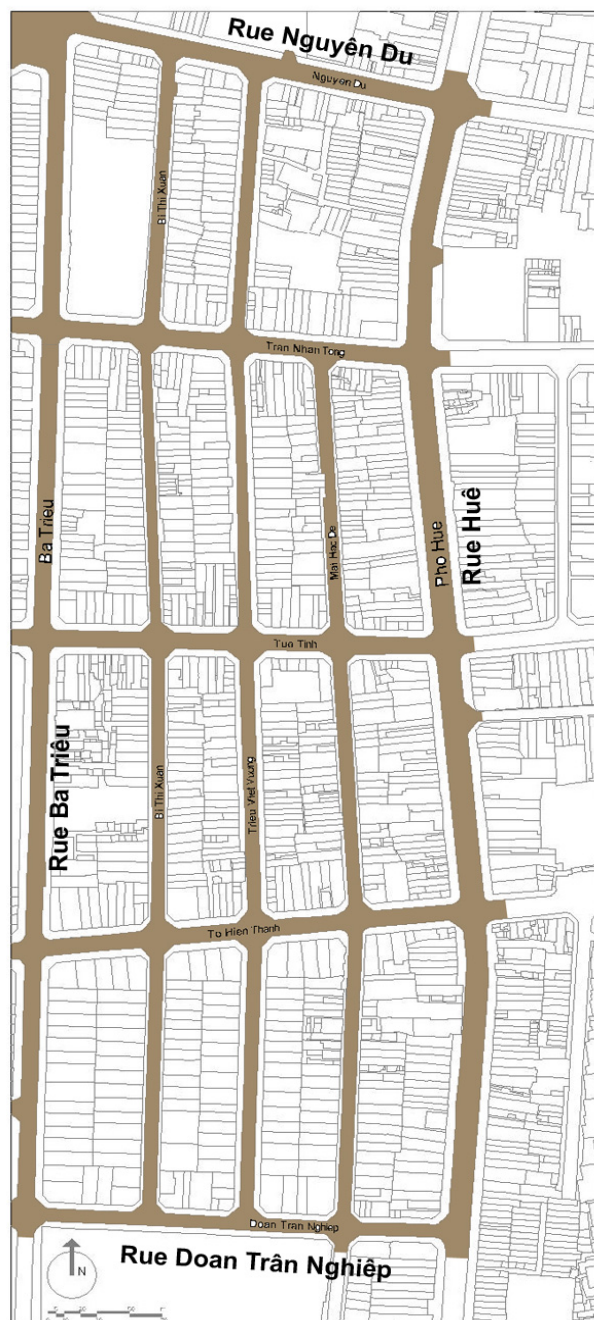 Rue Nguyên Du
Nguyen Du
Bi Thi Xuan
Tran Nhan Tong
Ba Trieu
Mai Hac De
Pho Hue
Rue Huê
Tue Tinh
Rue Ba Triêu
Bi Thi Xuan
Trieu Viet Vuong
To Hien Thanh
Doan Tran Nghiep
Rue Doan Trân Nghiêp
N